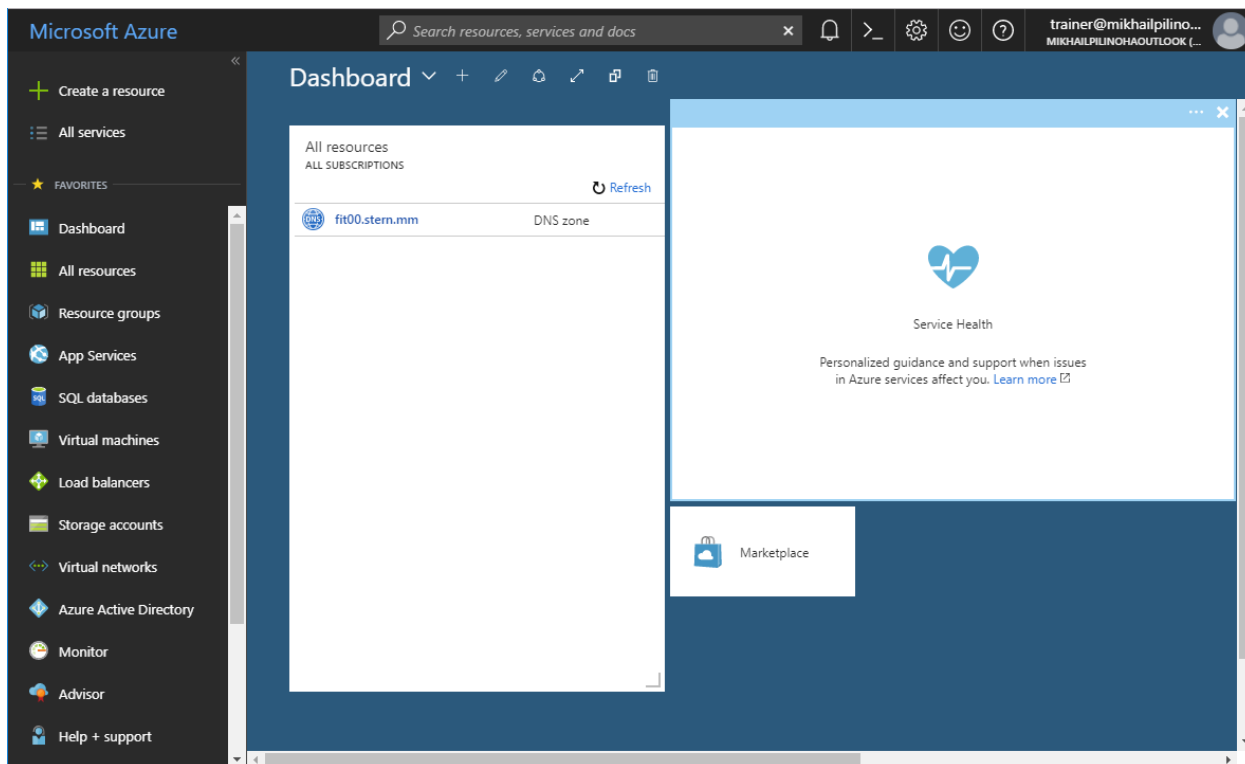 Microsoft Azure
Search resources, services and docs
trainer@mikhailpilino...
MIKHAILPILINOHAOUTLOOK (...
Create a resource
All services
FAVORITES
Dashboard
All resources
Resource groups
App Services
SQL databases
Virtual machines
Load balancers
Storage accounts
Virtual networks
Azure Active Directory
Monitor
Advisor
Help + support
Dashboard
All resources
ALL SUBSCRIPTIONS
Refresh
DNS fit00.stern.mm DNS zone
Service Health
Personalized guidance and support when issues
in Azure services affect you. Learn more
Marketplace